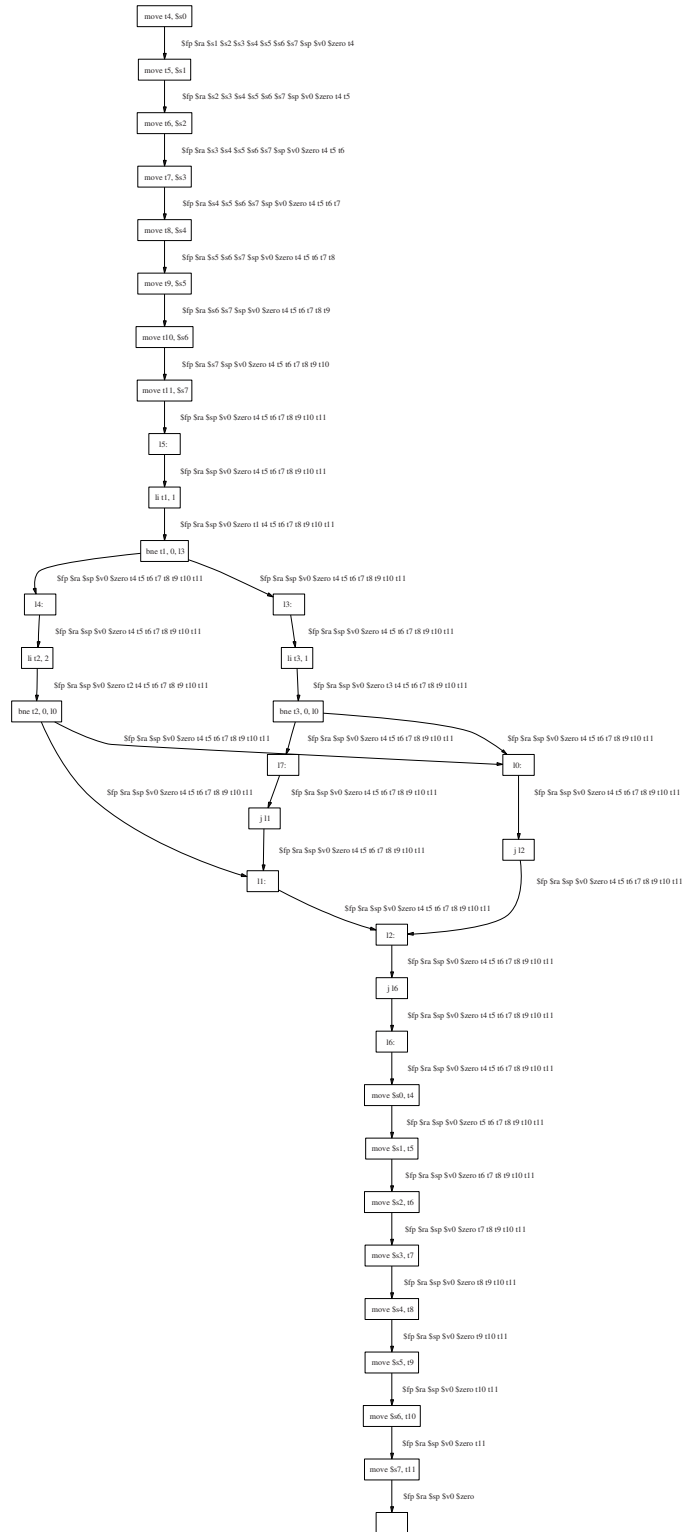 move t4, $s0
$fp $ra $s1 $s2 $s3 $s4 $s5 $s6 $s7 $sp $v0 $zero t4
move t5, $s1
$fp $ra $s2 $s3 $s4 $s5 $s6 $s7 $sp $v0 $zero t4 t5
move t6, $s2
$fp $ra $s3 $s4 $s5 $s6 $s7 $sp $v0 $zero t4 t5 t6
move t7, $s3
$fp $ra $s4 $s5 $s6 $s7 $sp $v0 $zero t4 t5 t6 t7
move t8, $s4
$fp $ra $s5 $s6 $s7 $sp $v0 $zero t4 t5 t6 t7 t8
move t9, $s5
$fp $ra $s6 $s7 $sp $v0 $zero t4 t5 t6 t7 t8 t9
move t10, $s6
$fp $ra $s7 $sp $v0 $zero t4 t5 t6 t7 t8 t9 t10
move t11, $s7
$fp $ra $sp $v0 $zero t4 t5 t6 t7 t8 t9 t10 t11
l5:
$fp $ra $sp $v0 $zero t4 t5 t6 t7 t8 t9 t10 t11
li t1, 1
$fp $ra $sp $v0 $zero t1 t4 t5 t6 t7 t8 t9 t10 t11
bne t1, 0, l3
$fp $ra $sp $v0 $zero t4 t5 t6 t7 t8 t9 t10 t11
$fp $ra $sp $v0 $zero t4 t5 t6 t7 t8 t9 t10 t11
l4:
l3:
$fp $ra $sp $v0 $zero t4 t5 t6 t7 t8 t9 t10 t11
$fp $ra $sp $v0 $zero t4 t5 t6 t7 t8 t9 t10 t11
li t2, 2
li t3, 1
$fp $ra $sp $v0 $zero t2 t4 t5 t6 t7 t8 t9 t10 t11
$fp $ra $sp $v0 $zero t3 t4 t5 t6 t7 t8 t9 t10 t11
bne t2, 0, l0
bne t3, 0, l0
$fp $ra $sp $v0 $zero t4 t5 t6 t7 t8 t9 t10 t11
$fp $ra $sp $v0 $zero t4 t5 t6 t7 t8 t9 t10 t11
$fp $ra $sp $v0 $zero t4 t5 t6 t7 t8 t9 t10 t11
l7:
l0:
$fp $ra $sp $v0 $zero t4 t5 t6 t7 t8 t9 t10 t11
$fp $ra $sp $v0 $zero t4 t5 t6 t7 t8 t9 t10 t11
$fp $ra $sp $v0 $zero t4 t5 t6 t7 t8 t9 t10 t11
j l1
$fp $ra $sp $v0 $zero t4 t5 t6 t7 t8 t9 t10 t11
j l2
l1:
$fp $ra $sp $v0 $zero t4 t5 t6 t7 t8 t9 t10 t11
$fp $ra $sp $v0 $zero t4 t5 t6 t7 t8 t9 t10 t11
l2:
$fp $ra $sp $v0 $zero t4 t5 t6 t7 t8 t9 t10 t11
j l6
$fp $ra $sp $v0 $zero t4 t5 t6 t7 t8 t9 t10 t11
l6:
$fp $ra $sp $v0 $zero t4 t5 t6 t7 t8 t9 t10 t11
move $s0, t4
$fp $ra $sp $v0 $zero t5 t6 t7 t8 t9 t10 t11
move $s1, t5
$fp $ra $sp $v0 $zero t6 t7 t8 t9 t10 t11
move $s2, t6
$fp $ra $sp $v0 $zero t7 t8 t9 t10 t11
move $s3, t7
$fp $ra $sp $v0 $zero t8 t9 t10 t11
move $s4, t8
$fp $ra $sp $v0 $zero t9 t10 t11
move $s5, t9
$fp $ra $sp $v0 $zero t10 t11
move $s6, t10
$fp $ra $sp $v0 $zero t11
move $s7, t11
$fp $ra $sp $v0 $zero